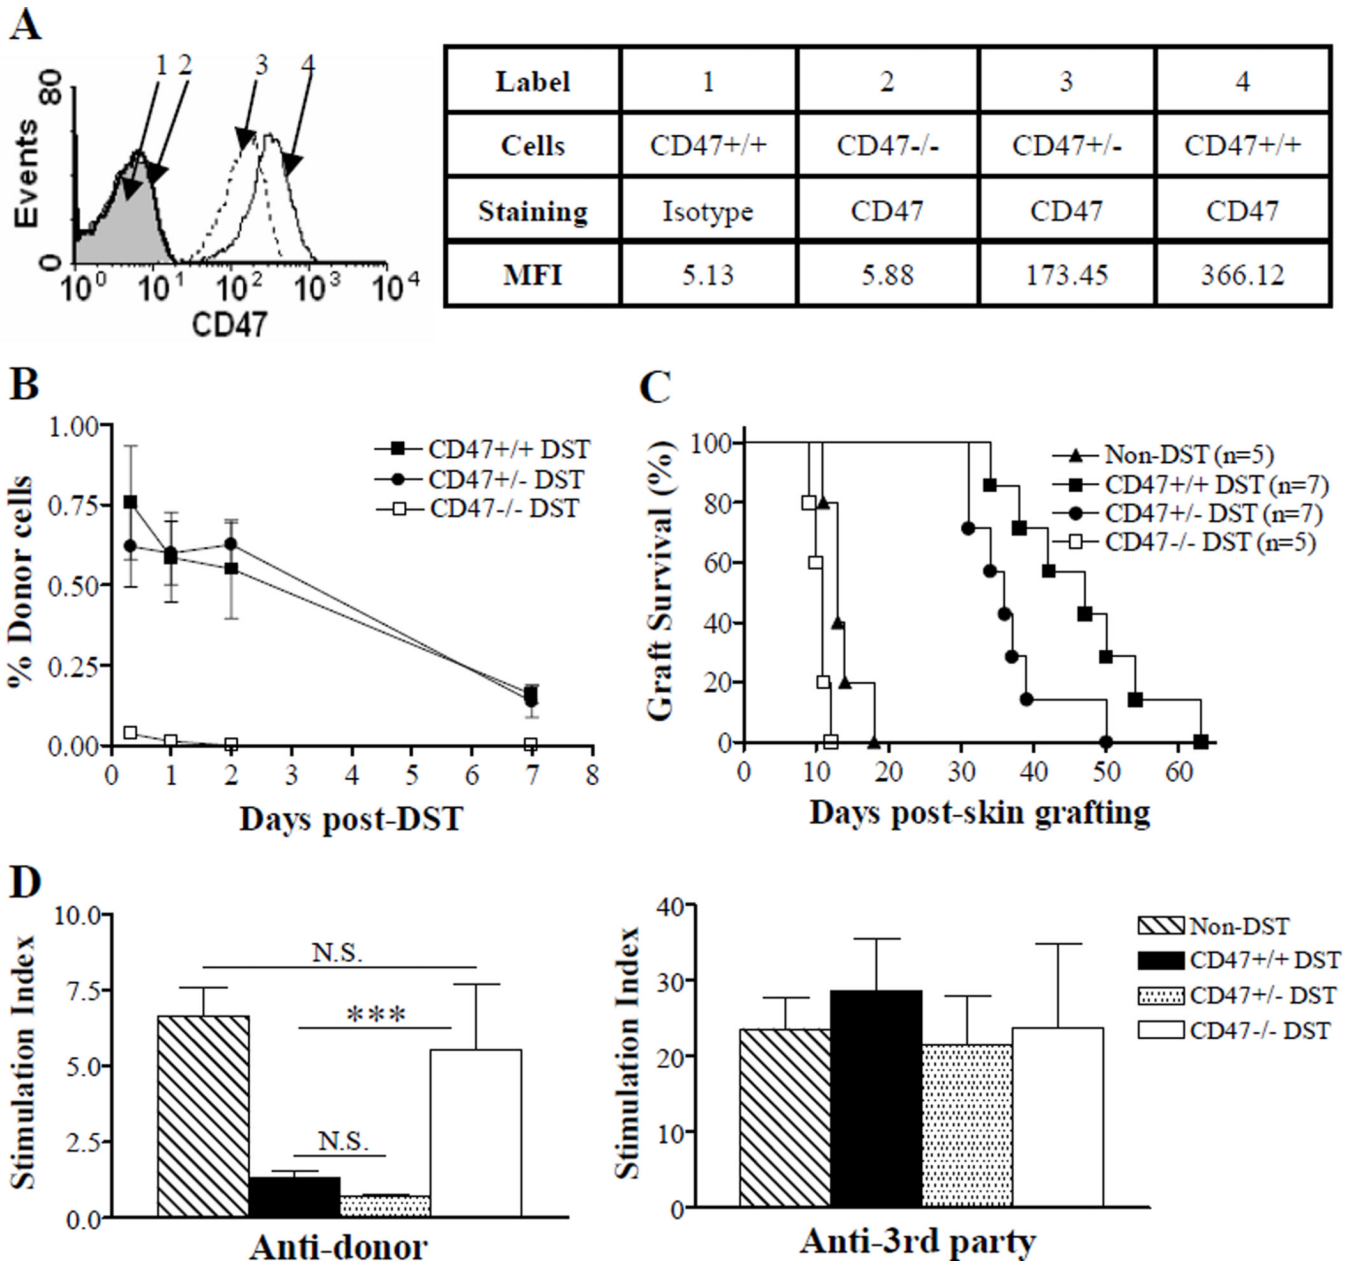 A
1 2 3 4
80
Events
0
10^0 10^1 10^2 10^3 10^4
CD47
Label 1 2 3 4
Cells CD47+/+ CD47-/- CD47+/- CD47+/+
Staining Isotype CD47 CD47 CD47
MFI 5.13 5.88 173.45 366.12
B
% Donor cells
1.00
0.75
0.50
0.25
0.00
CD47+/+ DST
CD47+/- DST
CD47-/- DST
0 1 2 3 4 5 6 7 8
Days post-DST
C
Graft Survival (%)
100
80
60
40
20
0
Non-DST (n=5)
CD47+/+ DST (n=7)
CD47+/- DST (n=7)
CD47-/- DST (n=5)
0 10 20 30 40 50 60
Days post-skin grafting
D
Stimulation Index
10.0
7.5
5.0
2.5
0.0
N.S.
***
N.S.
Anti-donor
Stimulation Index
40
30
20
10
0
Anti-3rd party
Non-DST
CD47+/+ DST
CD47+/- DST
CD47-/- DST